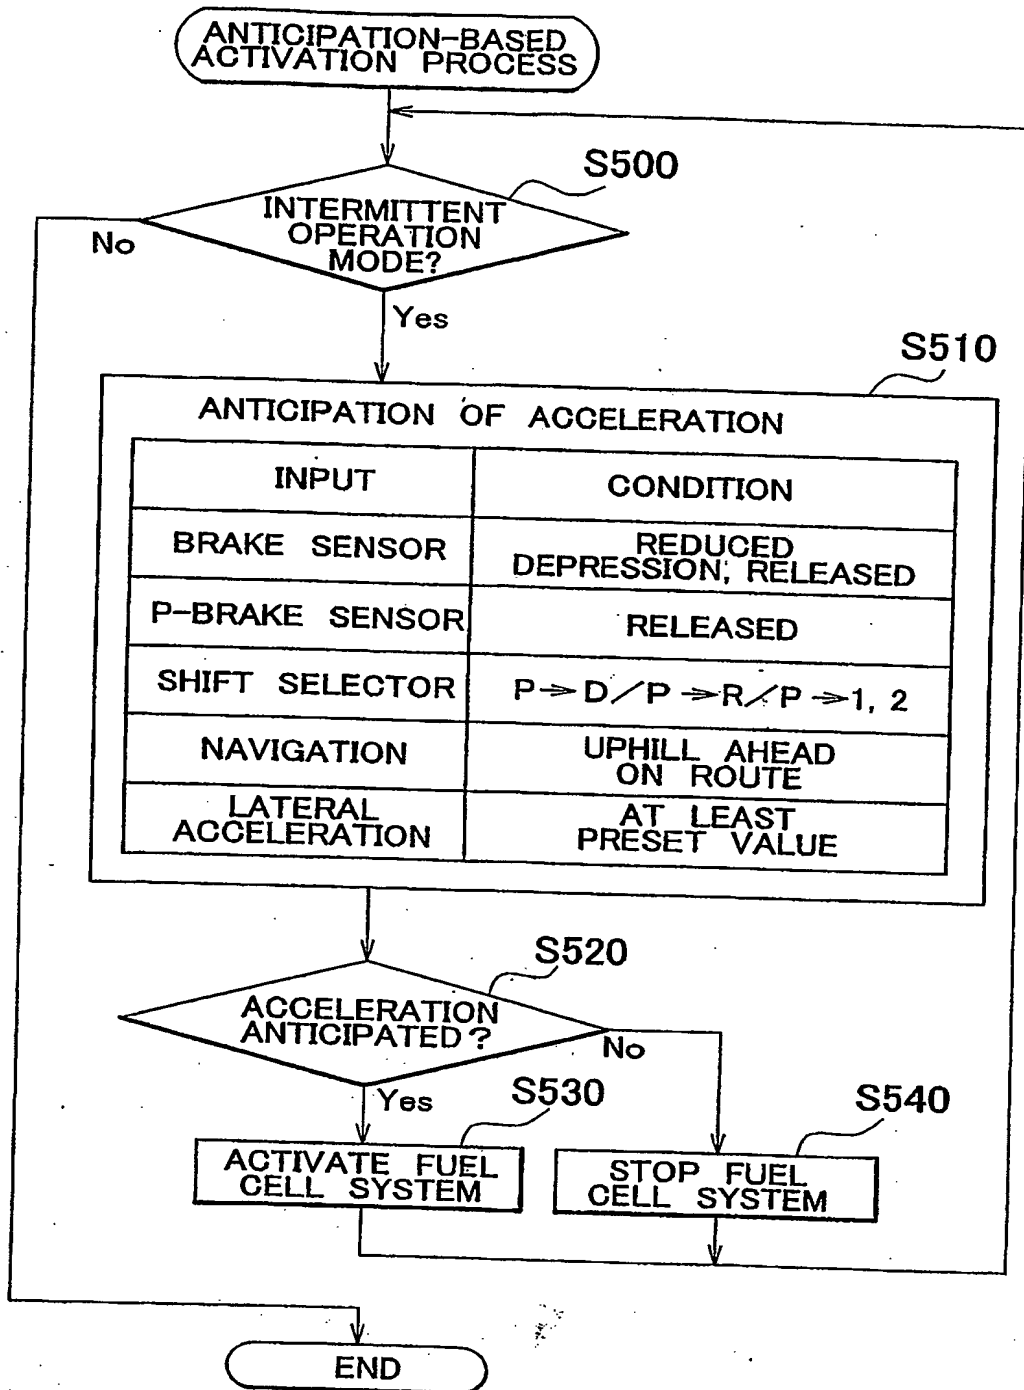 ANTICIPATION-BASED
ACTIVATION PROCESS
S500
INTERMITTENT
OPERATION
MODE?
No
Yes
S510
ANTICIPATION OF ACCELERATION
INPUT
CONDITION
BRAKE SENSOR
REDUCED
DEPRESSION, RELEASED
P-BRAKE SENSOR
RELEASED
SHIFT SELECTOR
P→D/P→R/P→1, 2
NAVIGATION
UPHILL AHEAD
ON ROUTE
LATERAL
ACCELERATION
AT LEAST
PRESET VALUE
S520
ACCELERATION
ANTICIPATED?
No
Yes
S530
S540
ACTIVATE FUEL
CELL SYSTEM
STOP FUEL
CELL SYSTEM
END